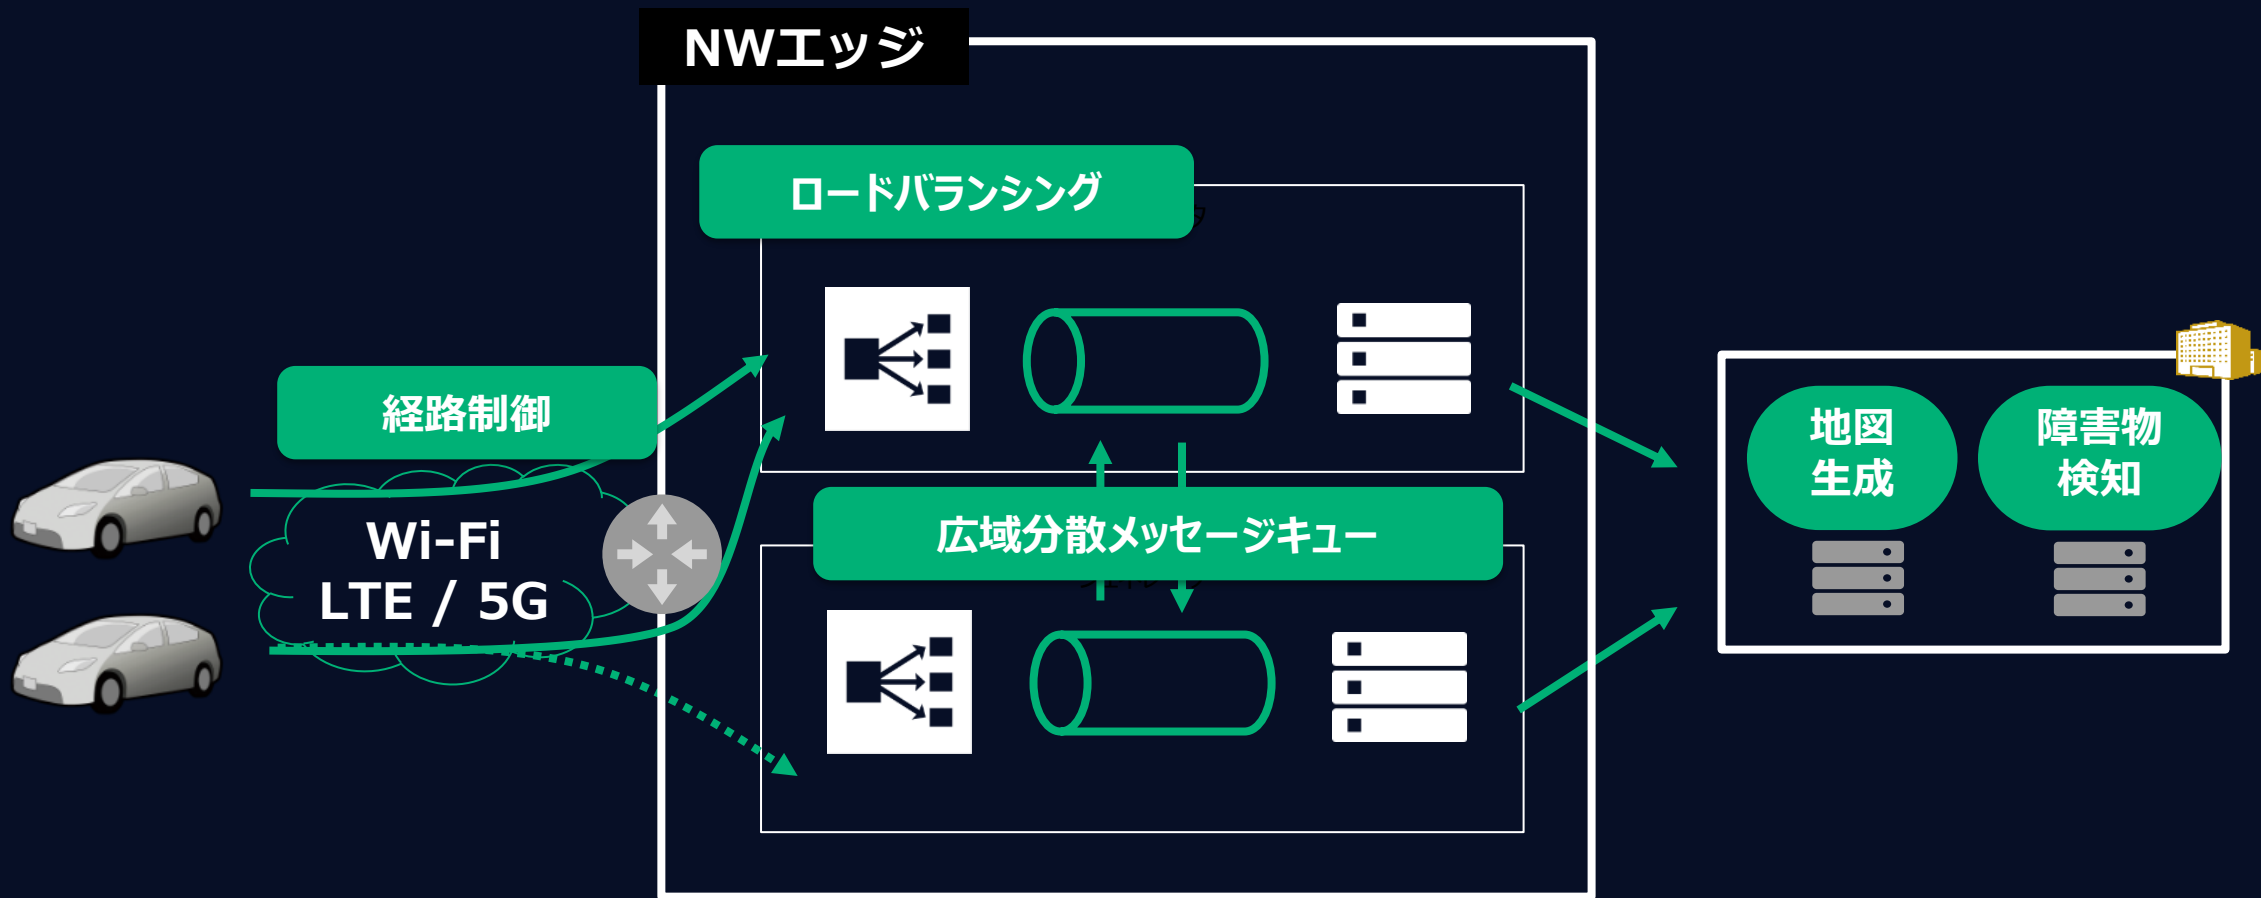 NWエッジ
ロードバランシング
経路制御
Wi-Fi
LTE / 5G
広域分散メッセージキュー
地図
生成
障害物
検知